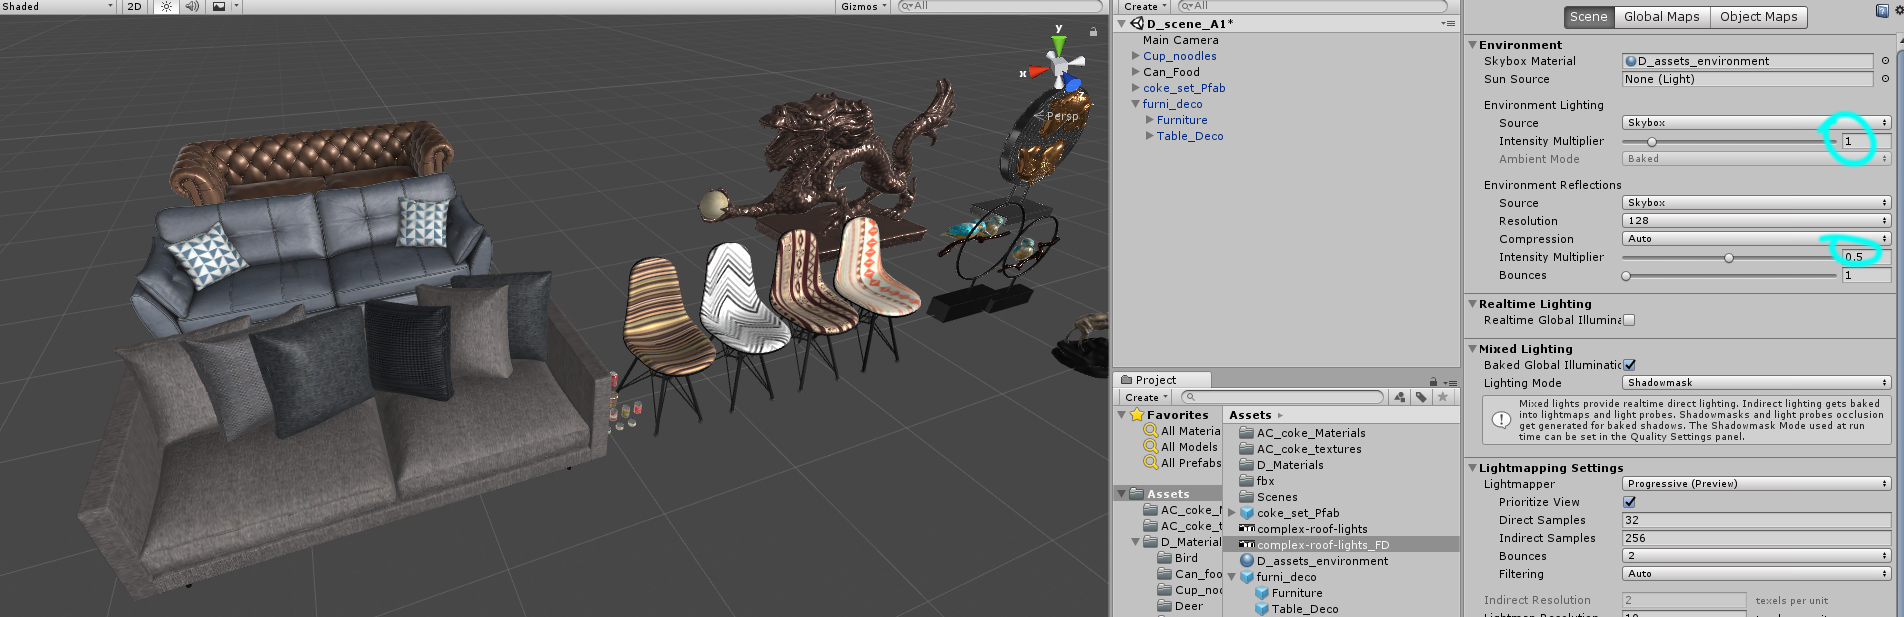 Shaded
2D
Gizmos
All
Persp
y
x
Create
All
D_scene_A1*
Main Camera
Cup_noodles
Can_Food
coke_set_Pfab
furni_deco
Furniture
Table_Deco
Project
Create
Favorites
All Materia
All Models
All Prefabs
Assets
AC_coke_
AC_coke_t
D_Material
Bird
Can_foo
Cup_noo
Deer
Assets
AC_coke_Materials
AC_coke_textures
D_Materials
fbx
Scenes
coke_set_Pfab
complex-roof-lights
complex-roof-lights_FD
D_assets_environment
furni_deco
Furniture
Table_Deco
Scene Global Maps Object Maps
Environment
Skybox Material D_assets_environment
Sun Source None (Light)
Environment Lighting
Source Skybox
Intensity Multiplier 1
Ambient Mode Baked
Environment Reflections
Source Skybox
Resolution 128
Compression Auto
Intensity Multiplier 0.5
Bounces 1
Realtime Lighting
Realtime Global Illumina
Mixed Lighting
Baked Global Illuminatic
Lighting Mode Shadowmask
Mixed lights provide realtime direct lighting. Indirect lighting gets baked
into lightmaps and light probes. Shadowmasks and light probes occlusion
get generated for baked shadows. The Shadowmask Mode used at run
time can be set in the Quality Settings panel.
Lightmapping Settings
Lightmapper Progressive (Preview)
Prioritize View
Direct Samples 32
Indirect Samples 256
Bounces 2
Filtering Auto
Indirect Resolution 2 texels per unit